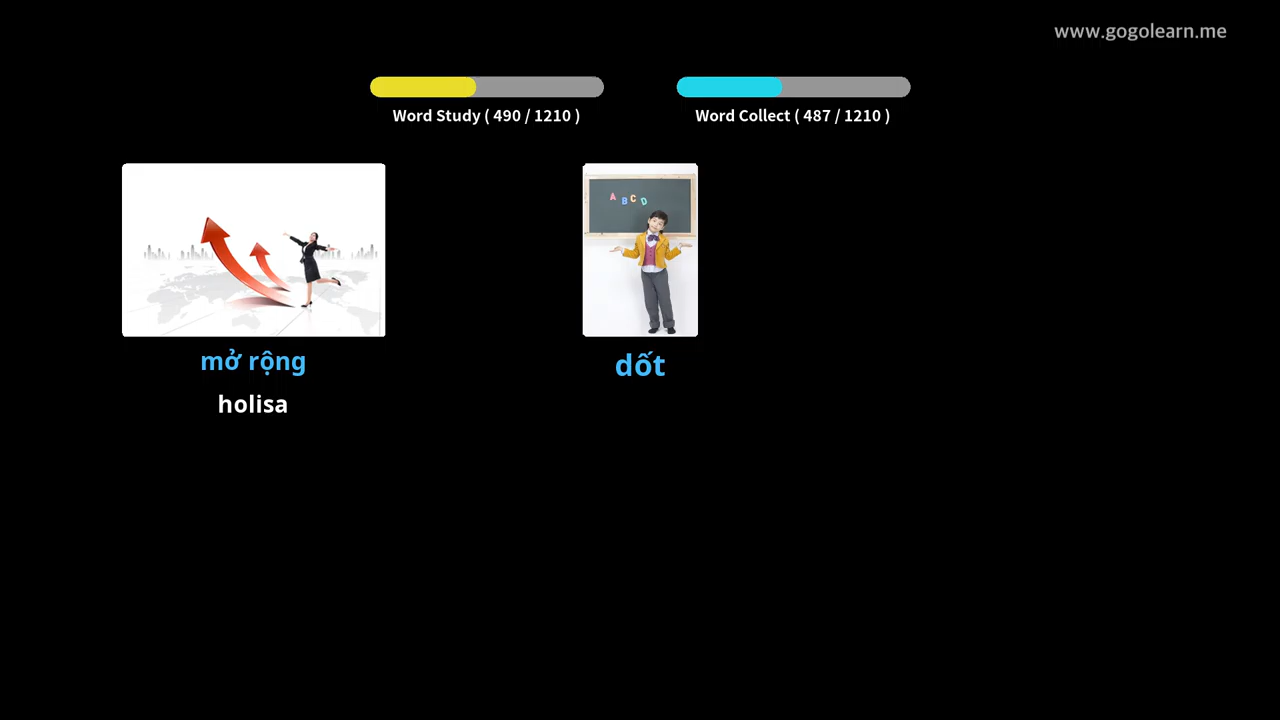 www.gogolearn.me
Word Study ( 490 / 1210 )
Word Collect ( 487 / 1210 )
A B C D
mở rộng
dốt
holisa